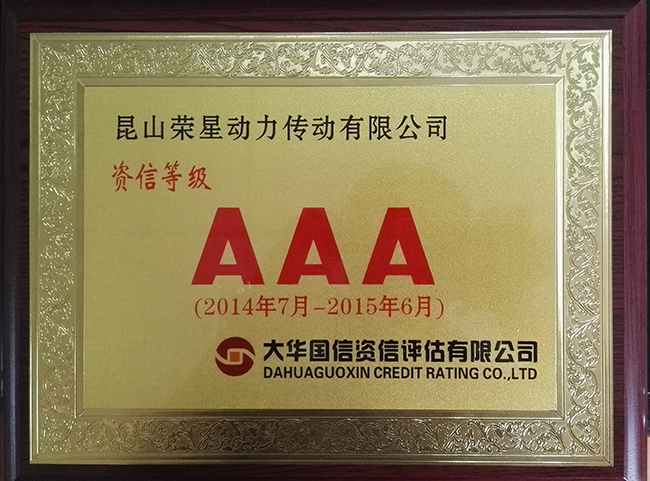 昆山荣星动力传动有限公司
资信等级
AAA
(2014年7月-2015年6月)
大华国信资信评估有限公司
DAHUAGUOXIN CREDIT RATING CO.,LTD